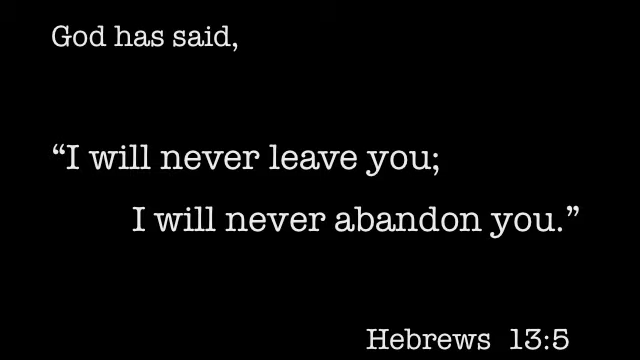 God has said,
“I will never leave you;
I will never abandon you.”
Hebrews 13:5